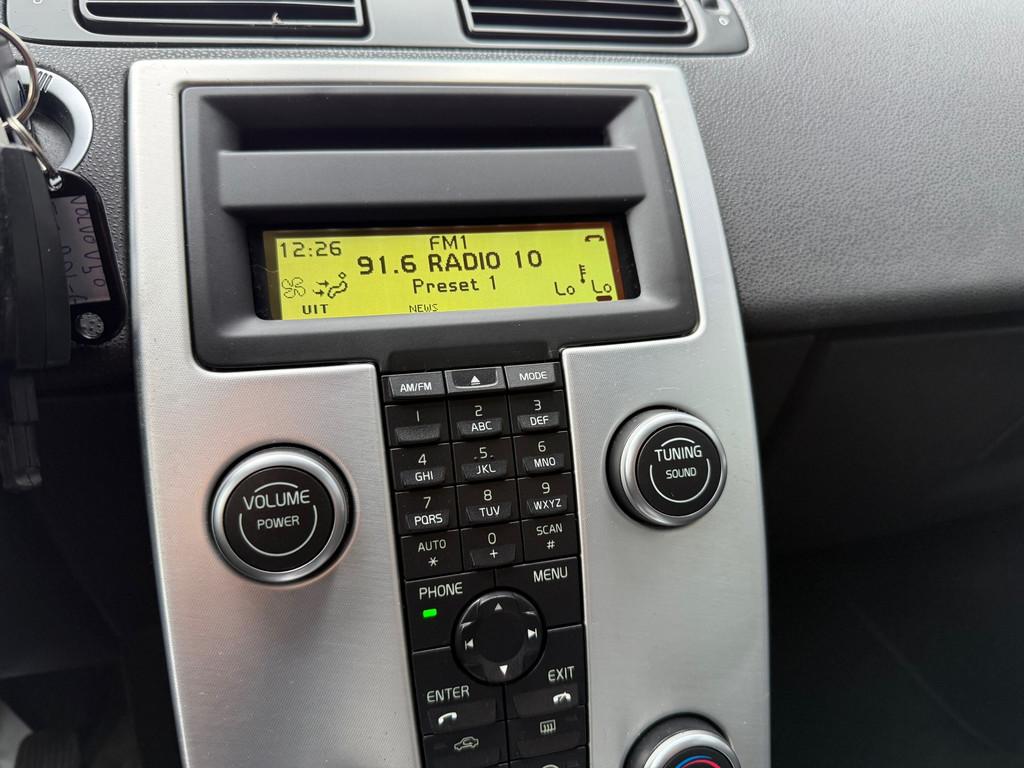 12:26
FM1
91.6 RADIO 10
Preset 1
Lo Lo
UIT
NEWS
VOLVO V50
AM/FM
MODE
1
2
ABC
3
DEF
4
GHI
5
JKL
6
MNO
7
PQRS
8
TUV
9
WXYZ
AUTO
*
0
+
SCAN
#
VOLUME
POWER
TUNING
SOUND
PHONE
MENU
ENTER
EXIT